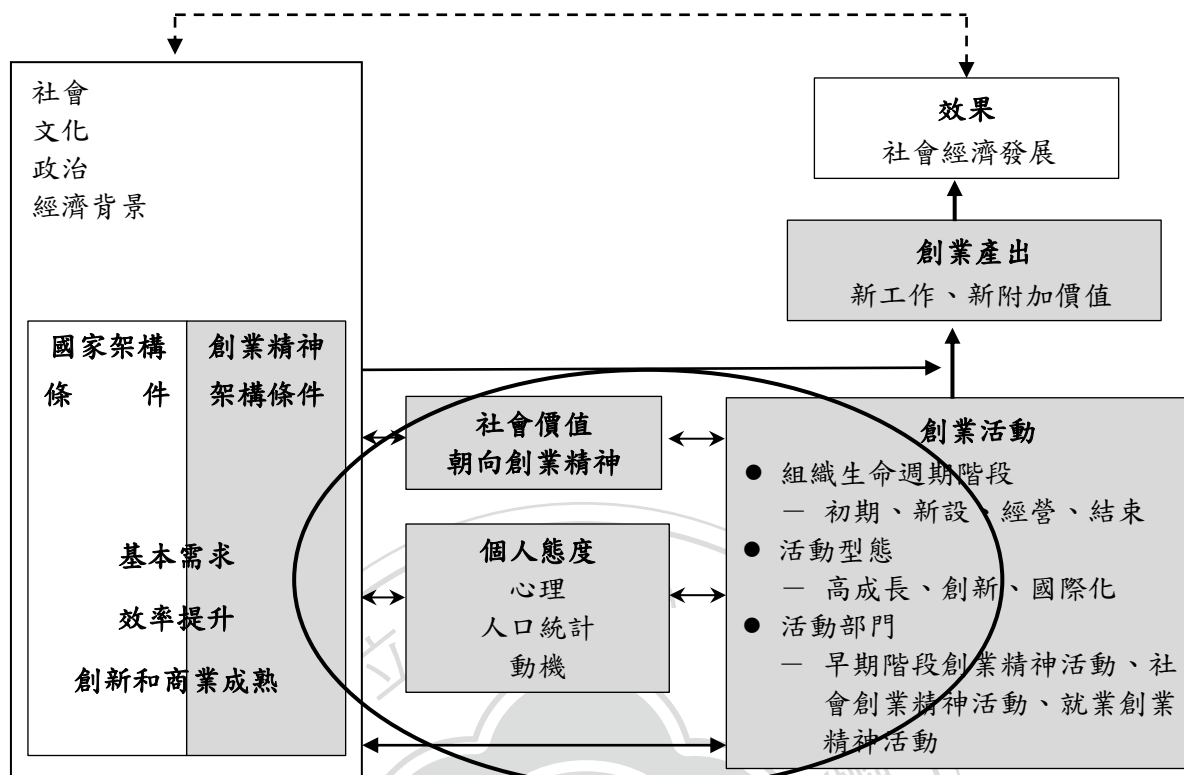 社會
文化
政治
經濟背景
國家架構
條 件
創業精神
架構條件
基本需求
效率提升
創新和商業成熟
社會價值
朝向創業精神
個人態度
心理
人口統計
動機
效果
社會經濟發展
創業產出
新工作、新附加價值
創業活動
● 組織生命週期階段
－ 初期、新設、經營、結束
● 活動型態
－ 高成長、創新、國際化
● 活動部門
－ 早期階段創業精神活動、社
會創業精神活動、就業創業
精神活動
立